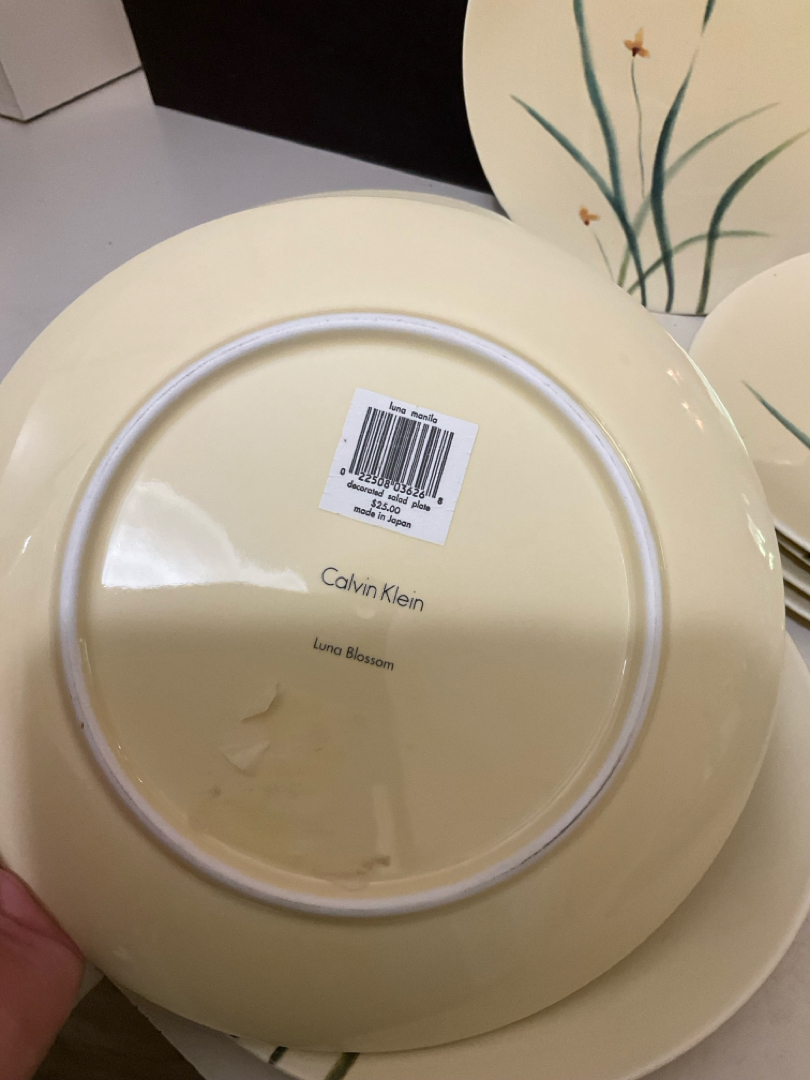 luna manila
0 22508 03626 8
decorated salad plate
$25.00
made in Japan
Calvin Klein
Luna Blossom